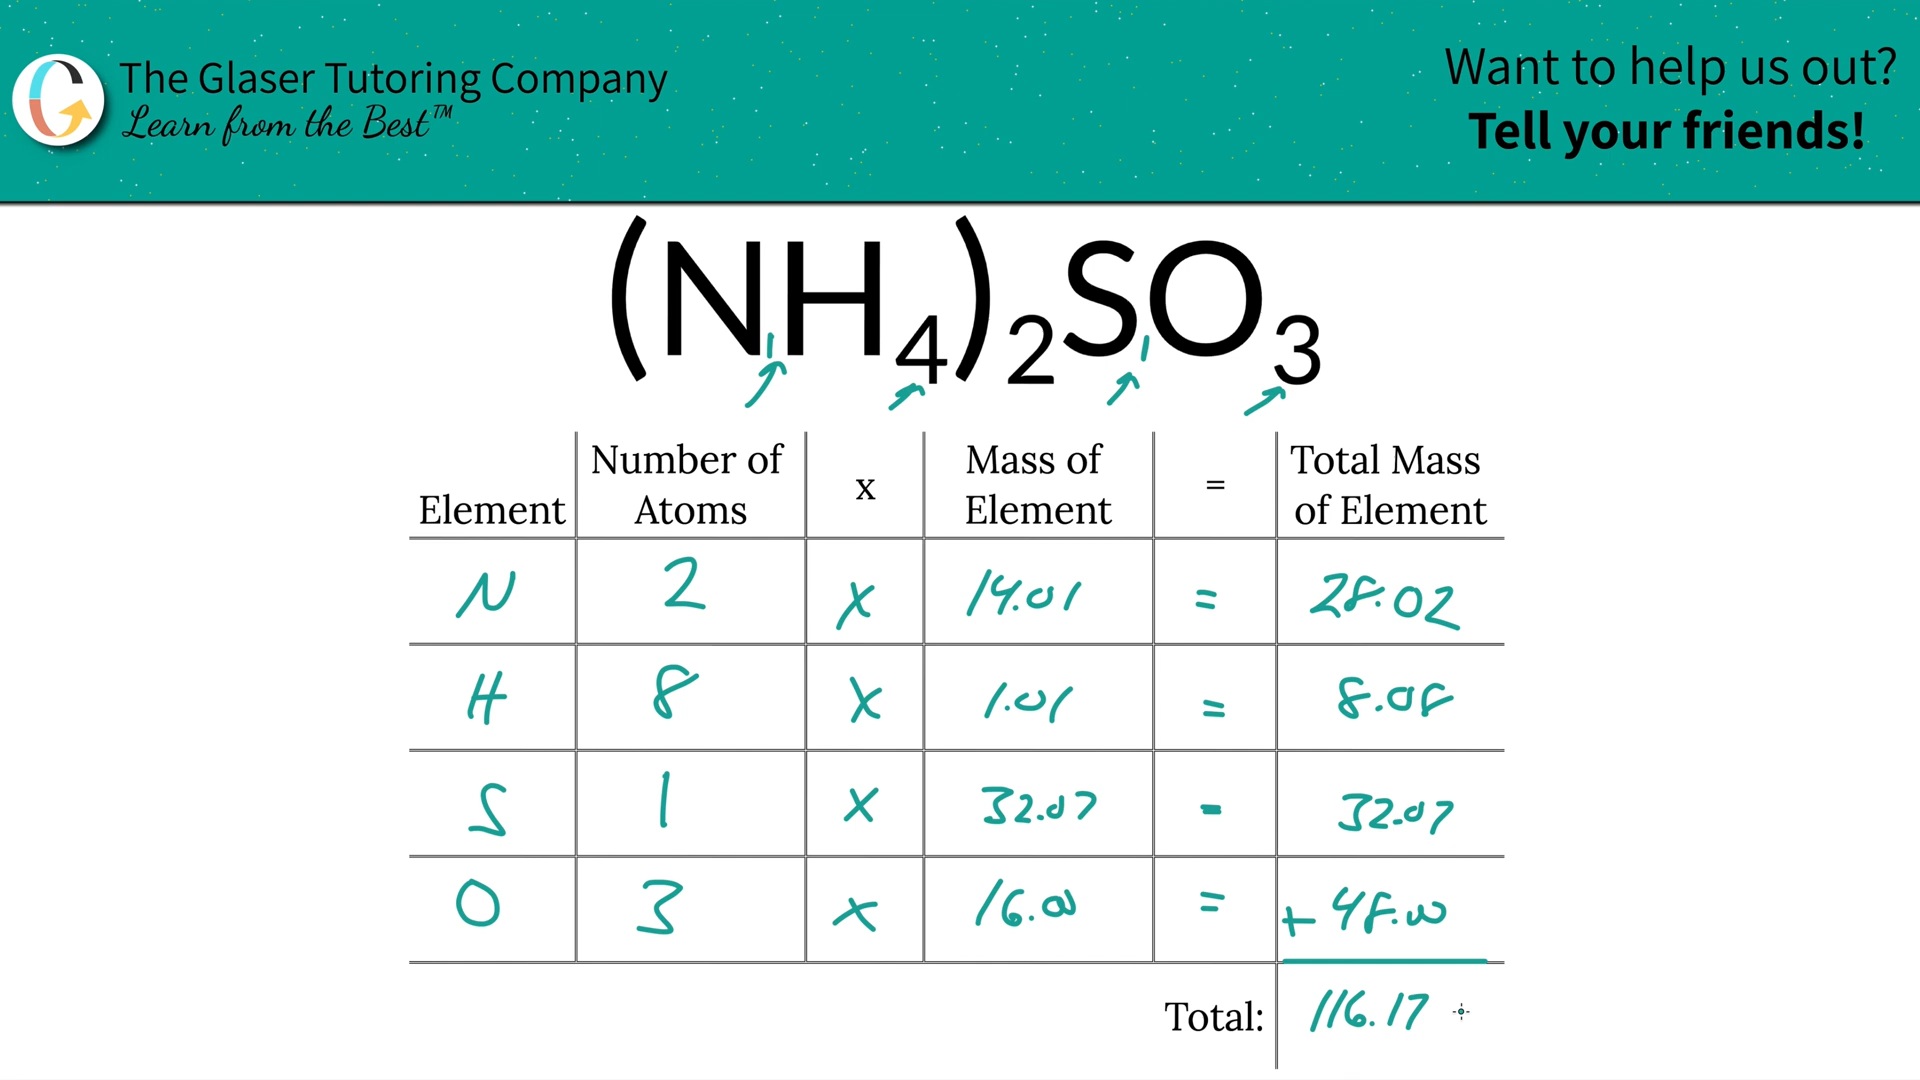 The Glaser Tutoring Company
Learn from the Best™
Want to help us out?
Tell your friends!
(NH₄)₂SO₃
1 1
Element Number of Atoms x Mass of Element = Total Mass of Element
N 2 x 14.01 = 28.02
H 8 x 1.01 = 8.08
S 1 x 32.07 = 32.07
O 3 x 16.00 = + 48.00
Total: 116.17